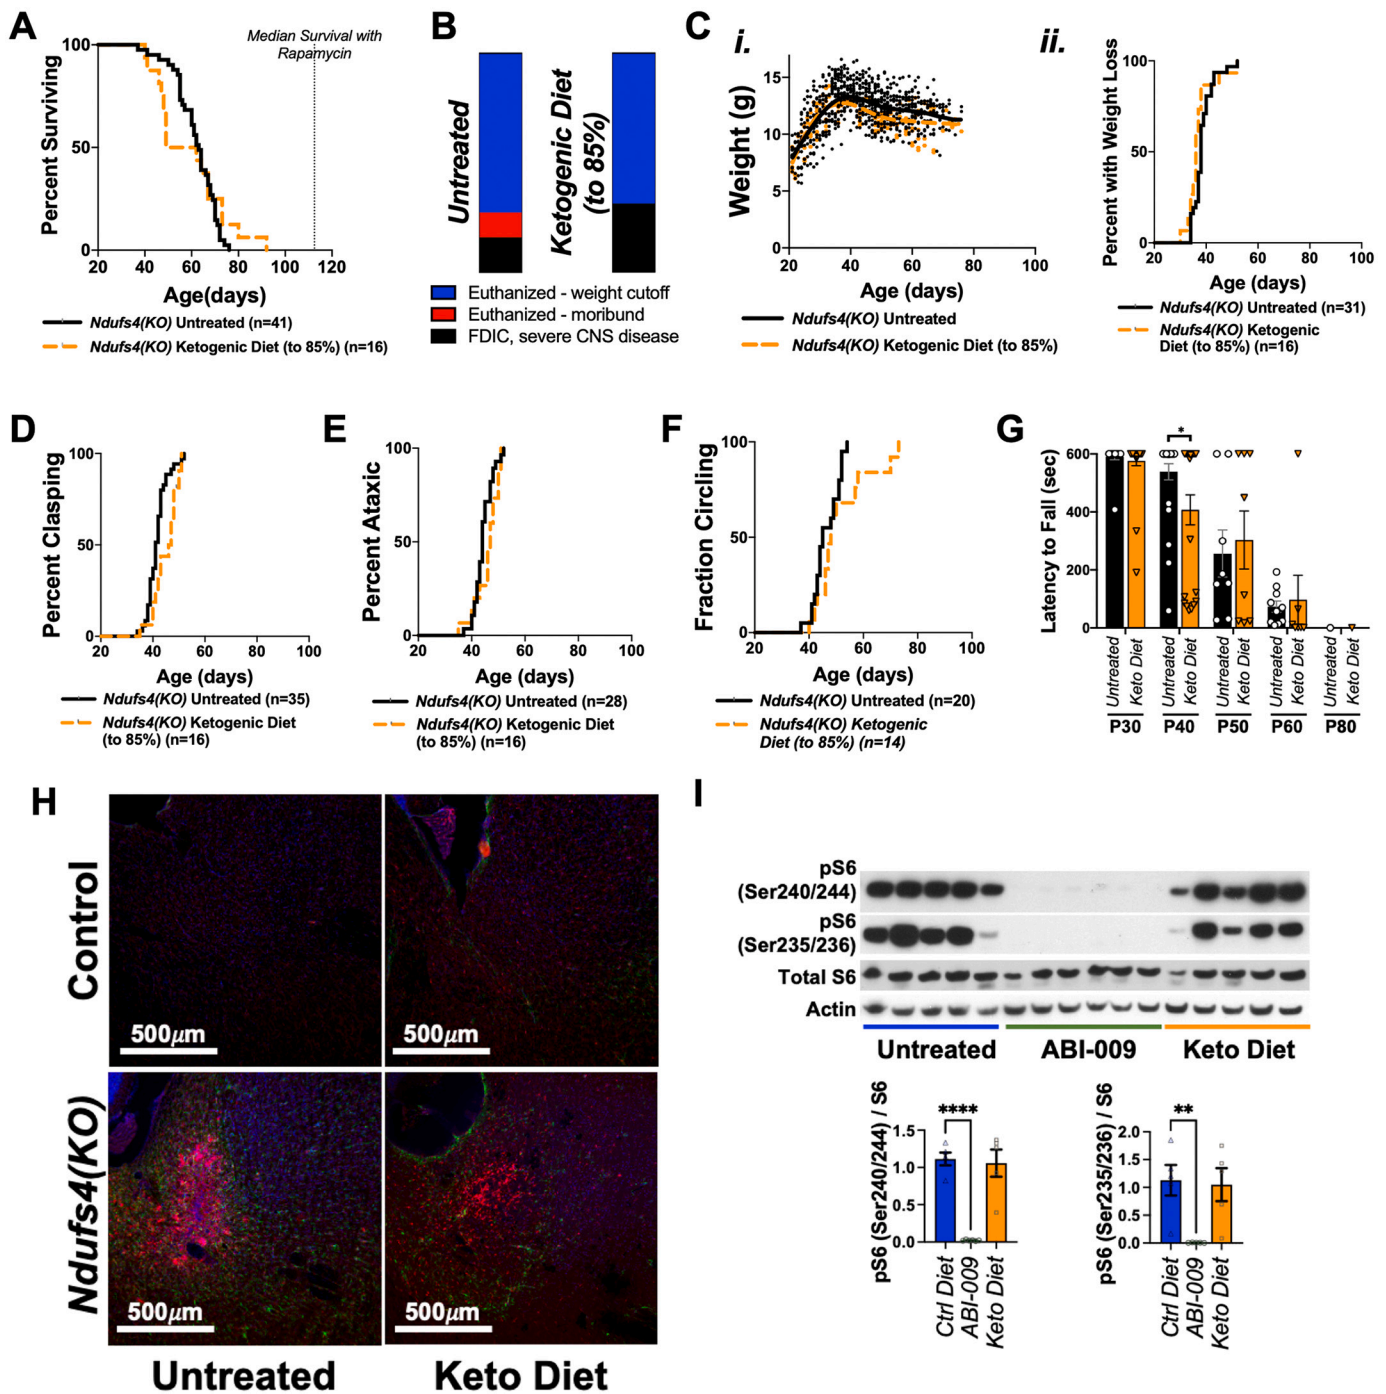 A
Median Survival with
Rapamycin
Percent Surviving
100
50
0
20 40 60 80 100 120
Age(days)
Ndufs4(KO) Untreated (n=41)
Ndufs4(KO) Ketogenic Diet (to 85%) (n=16)
B
Untreated
Ketogenic Diet
(to 85%)
Euthanized - weight cutoff
Euthanized - moribund
FDIC, severe CNS disease
C
i.
Weight (g)
15
10
5
0
20 40 60 80 100
Age (days)
Ndufs4(KO) Untreated
Ndufs4(KO) Ketogenic Diet (to 85%)
ii.
Percent with Weight Loss
100
50
0
20 40 60 80 100
Age (days)
Ndufs4(KO) Untreated (n=31)
Ndufs4(KO) Ketogenic
Diet (to 85%) (n=16)
D
Percent Clasping
100
50
0
20 40 60 80 100
Age (days)
Ndufs4(KO) Untreated (n=35)
Ndufs4(KO) Ketogenic Diet
(to 85%) (n=16)
E
Percent Ataxic
100
50
0
20 40 60 80 100
Age (days)
Ndufs4(KO) Untreated (n=28)
Ndufs4(KO) Ketogenic Diet
(to 85%) (n=16)
F
Fraction Circling
100
50
0
20 40 60 80 100
Age (days)
Ndufs4(KO) Untreated (n=20)
Ndufs4(KO) Ketogenic
Diet (to 85%) (n=14)
G
Latency to Fall (sec)
600
400
200
0
*
Untreated Keto Diet Untreated Keto Diet Untreated Keto Diet Untreated Keto Diet Untreated Keto Diet
P30 P40 P50 P60 P80
H
Control
500μm 500μm
Ndufs4(KO)
500μm 500μm
Untreated Keto Diet
I
pS6
(Ser240/244)
pS6
(Ser235/236)
Total S6
Actin
Untreated ABI-009 Keto Diet
pS6 (Ser240/244) / S6
****
1.5
1.0
0.5
0.0
Ctrl Diet ABI-009 Keto Diet
pS6 (Ser235/236) / S6
**
2.0
1.5
1.0
0.5
0.0
Ctrl Diet ABI-009 Keto Diet